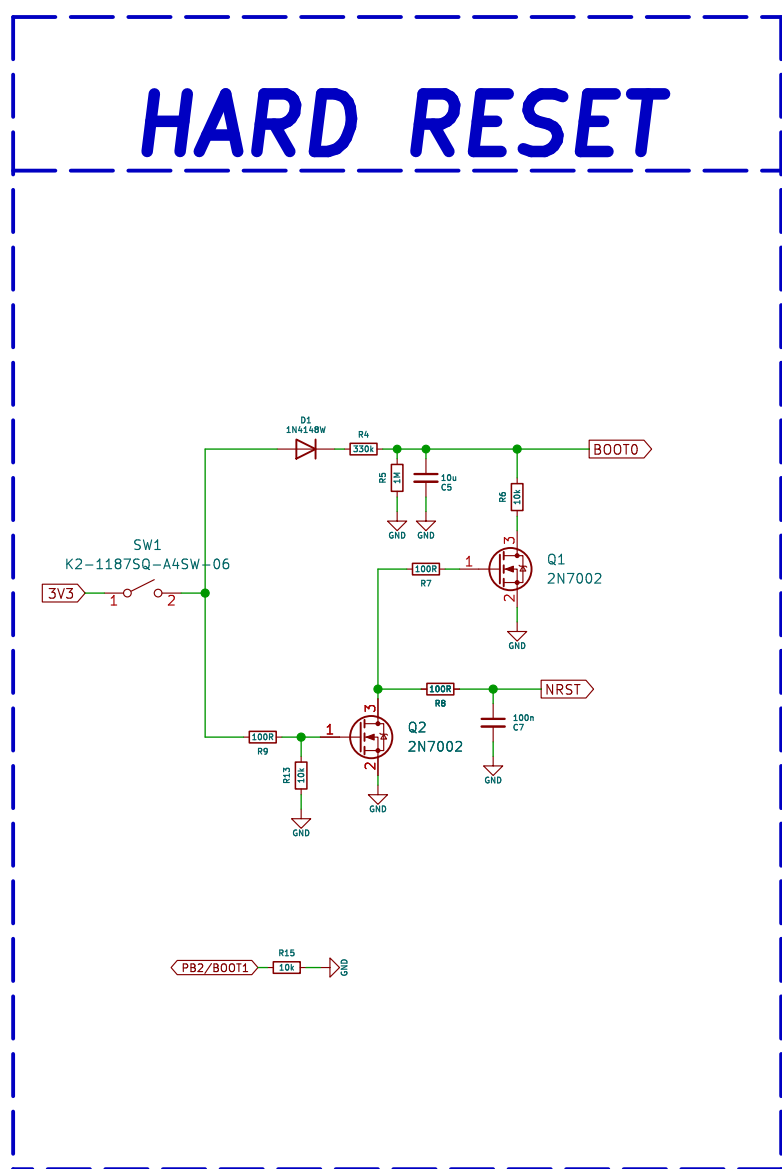 HARD RESET
D1
1N4148W
R4
330k
BOOT0
R5
1M
10u
C5
R6
10k
GND
GND
SW1
K2-1187SQ-A4SW-06
3V3
1
2
3
1
100R
R7
Q1
2N7002
2
GND
100R
R8
NRST
3
100R
R9
1
Q2
2N7002
2
100n
C7
R13
10k
GND
GND
GND
R15
PB2/BOOT1
10k
GND